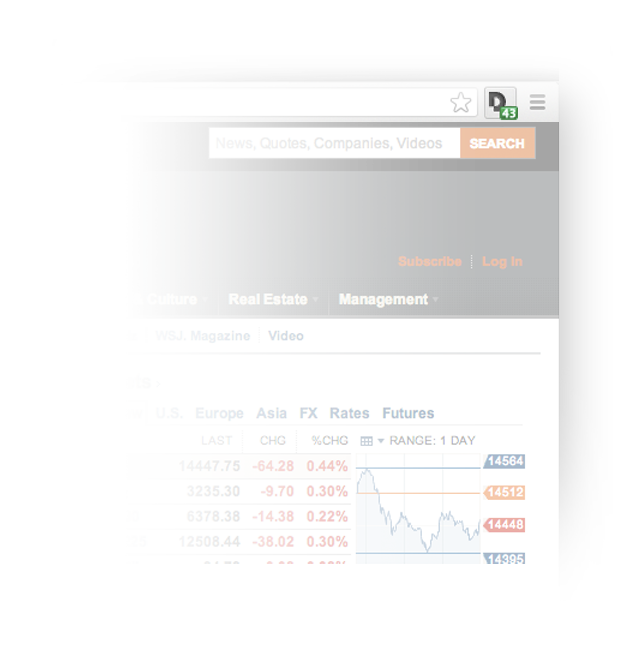 D 43
News, Quotes, Companies, Videos SEARCH
Subscribe Log In
Culture Real Estate Management
WSJ. Magazine Video
U.S. Europe Asia FX Rates Futures
LAST CHG %CHG RANGE: 1 DAY
14564
14447.75 -64.28 0.44%
3235.30 -9.70 0.30% 14512
6378.38 -14.38 0.22% 14448
12508.44 -38.02 0.30%
14395